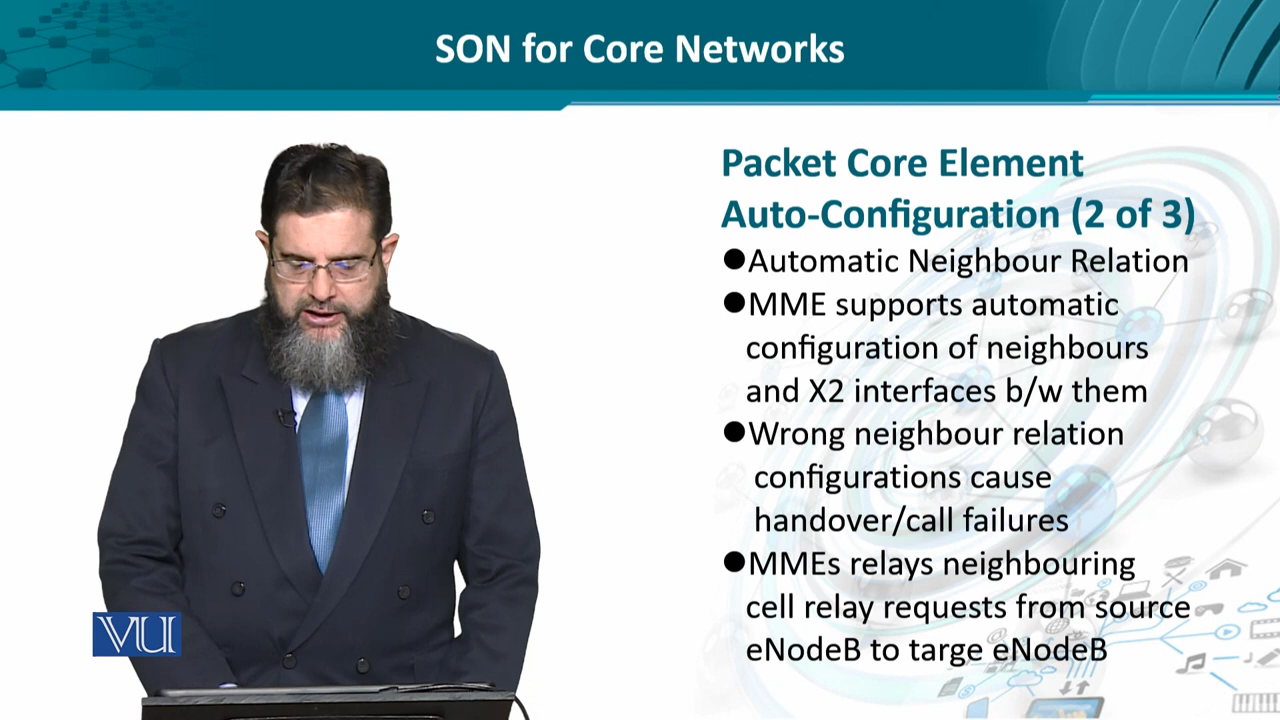 SON for Core Networks
Packet Core Element
Auto-Configuration (2 of 3)
●Automatic Neighbour Relation
●MME supports automatic
configuration of neighbours
and X2 interfaces b/w them
●Wrong neighbour relation
configurations cause
handover/call failures
●MMEs relays neighbouring
cell relay requests from source
eNodeB to targe eNodeB
VU